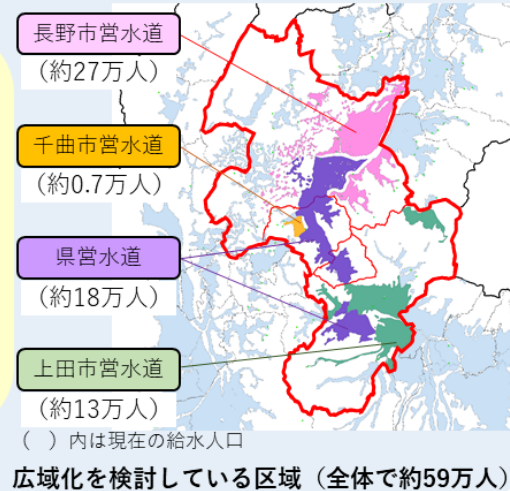 長野市営水道
(約27万人)
千曲市営水道
(約0.7万人)
県営水道
(約18万人)
上田市営水道
(約13万人)
( )内は現在の給水人口
広域化を検討している区域(全体で約59万人)